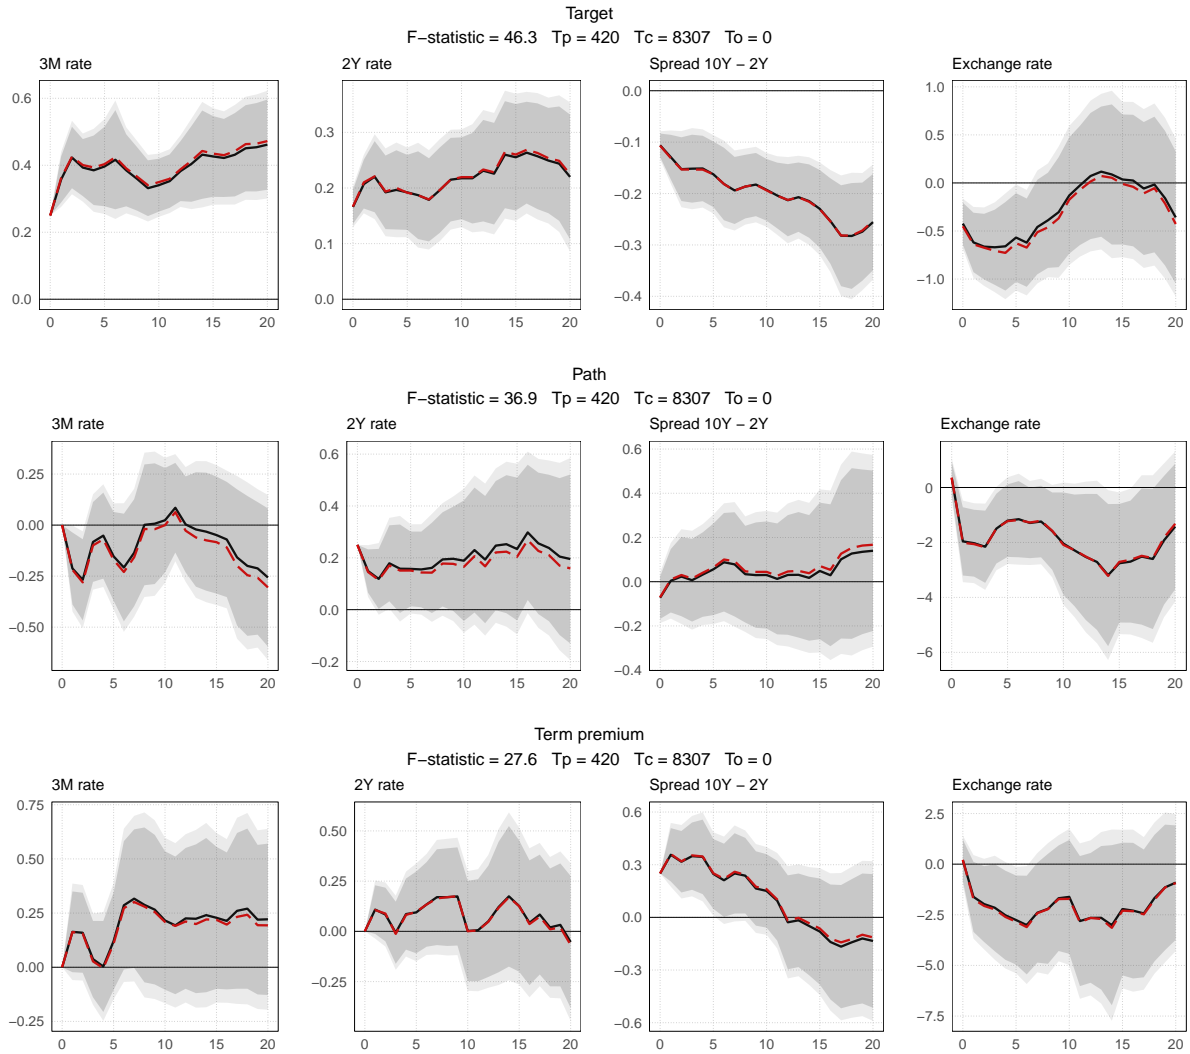 Target
F−statistic = 46.3 Tp = 420 Tc = 8307 To = 0
3M rate
2Y rate
Spread 10Y − 2Y
Exchange rate
0.6
0.4
0.2
0.0
0 5 10 15 20
0.3
0.2
0.1
0.0
0 5 10 15 20
0.0
−0.1
−0.2
−0.3
−0.4
0 5 10 15 20
1.0
0.5
0.0
−0.5
−1.0
0 5 10 15 20
Path
F−statistic = 36.9 Tp = 420 Tc = 8307 To = 0
3M rate
2Y rate
Spread 10Y − 2Y
Exchange rate
0.25
0.00
−0.25
−0.50
0 5 10 15 20
0.6
0.4
0.2
0.0
−0.2
0 5 10 15 20
0.6
0.4
0.2
0.0
−0.2
−0.4
0 5 10 15 20
0
−2
−4
−6
0 5 10 15 20
Term premium
F−statistic = 27.6 Tp = 420 Tc = 8307 To = 0
3M rate
2Y rate
Spread 10Y − 2Y
Exchange rate
0.75
0.50
0.25
0.00
−0.25
0 5 10 15 20
0.50
0.25
0.00
−0.25
0 5 10 15 20
0.6
0.3
0.0
−0.3
−0.6
0 5 10 15 20
2.5
0.0
−2.5
−5.0
−7.5
0 5 10 15 20